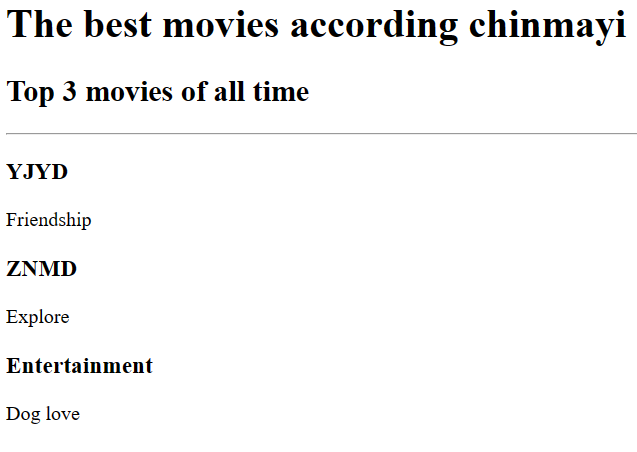 The best movies according chinmayi
Top 3 movies of all time
YJYD
Friendship
ZNMD
Explore
Entertainment
Dog love